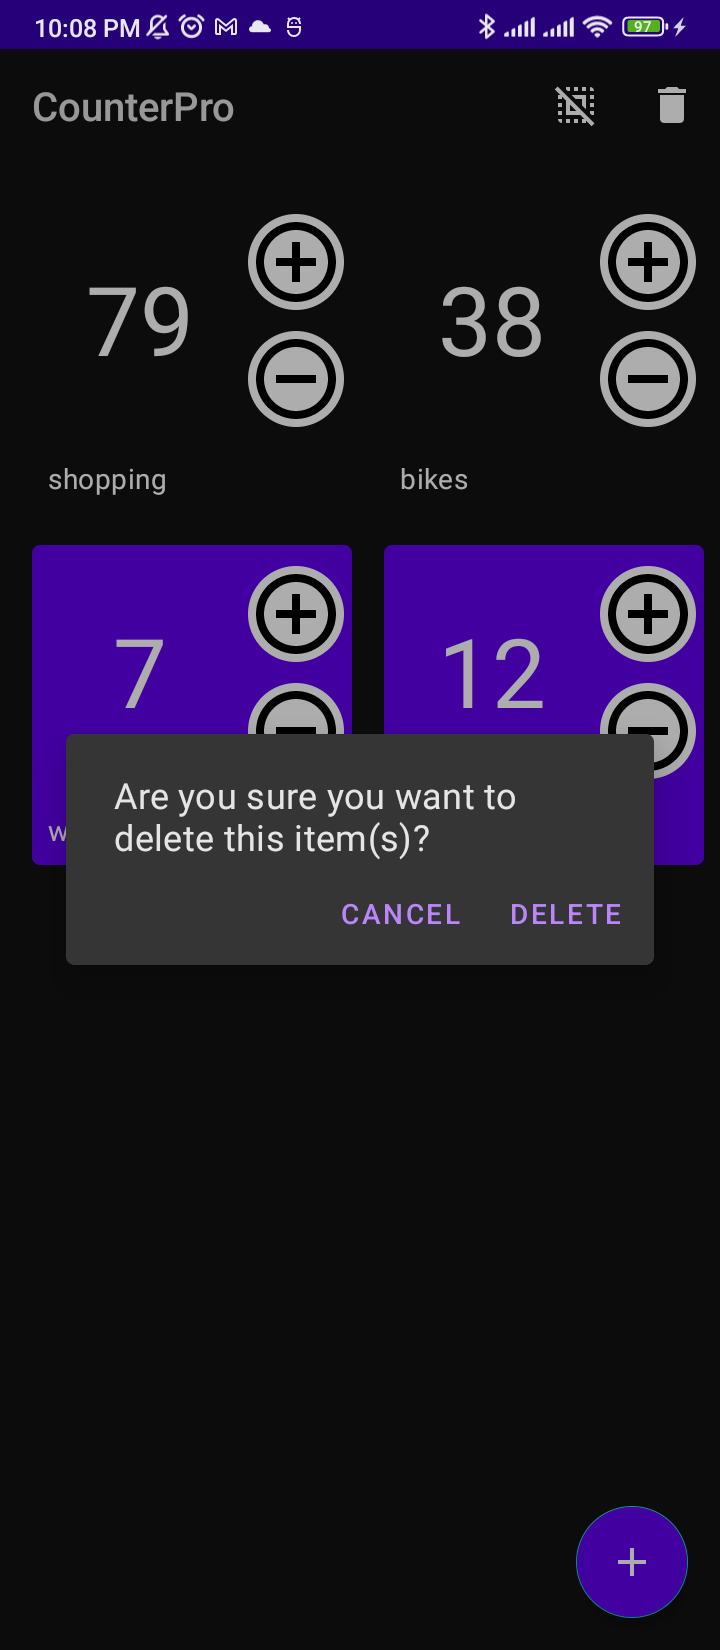 10:08 PM
97
CounterPro
79
38
shopping
bikes
7
12
Are you sure you want to
delete this item(s)?
CANCEL
DELETE